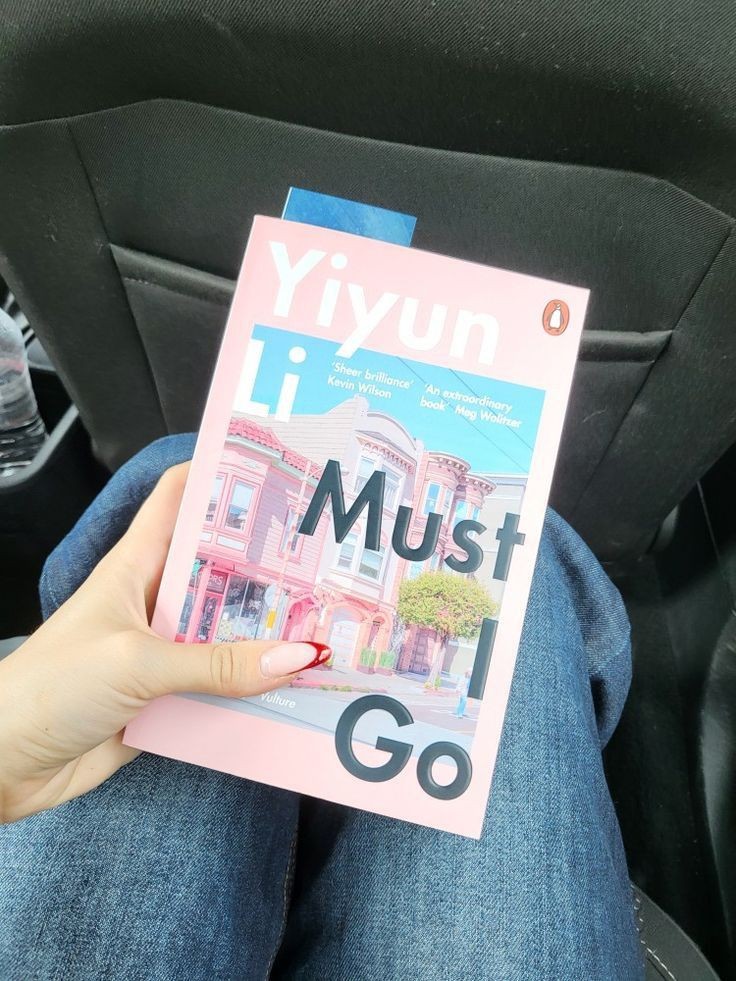 Yiyun
Li
'Sheer brilliance'
Kevin Wilson
'An extraordinary
book' Meg Wolitzer
Must
I
Go
Vulture